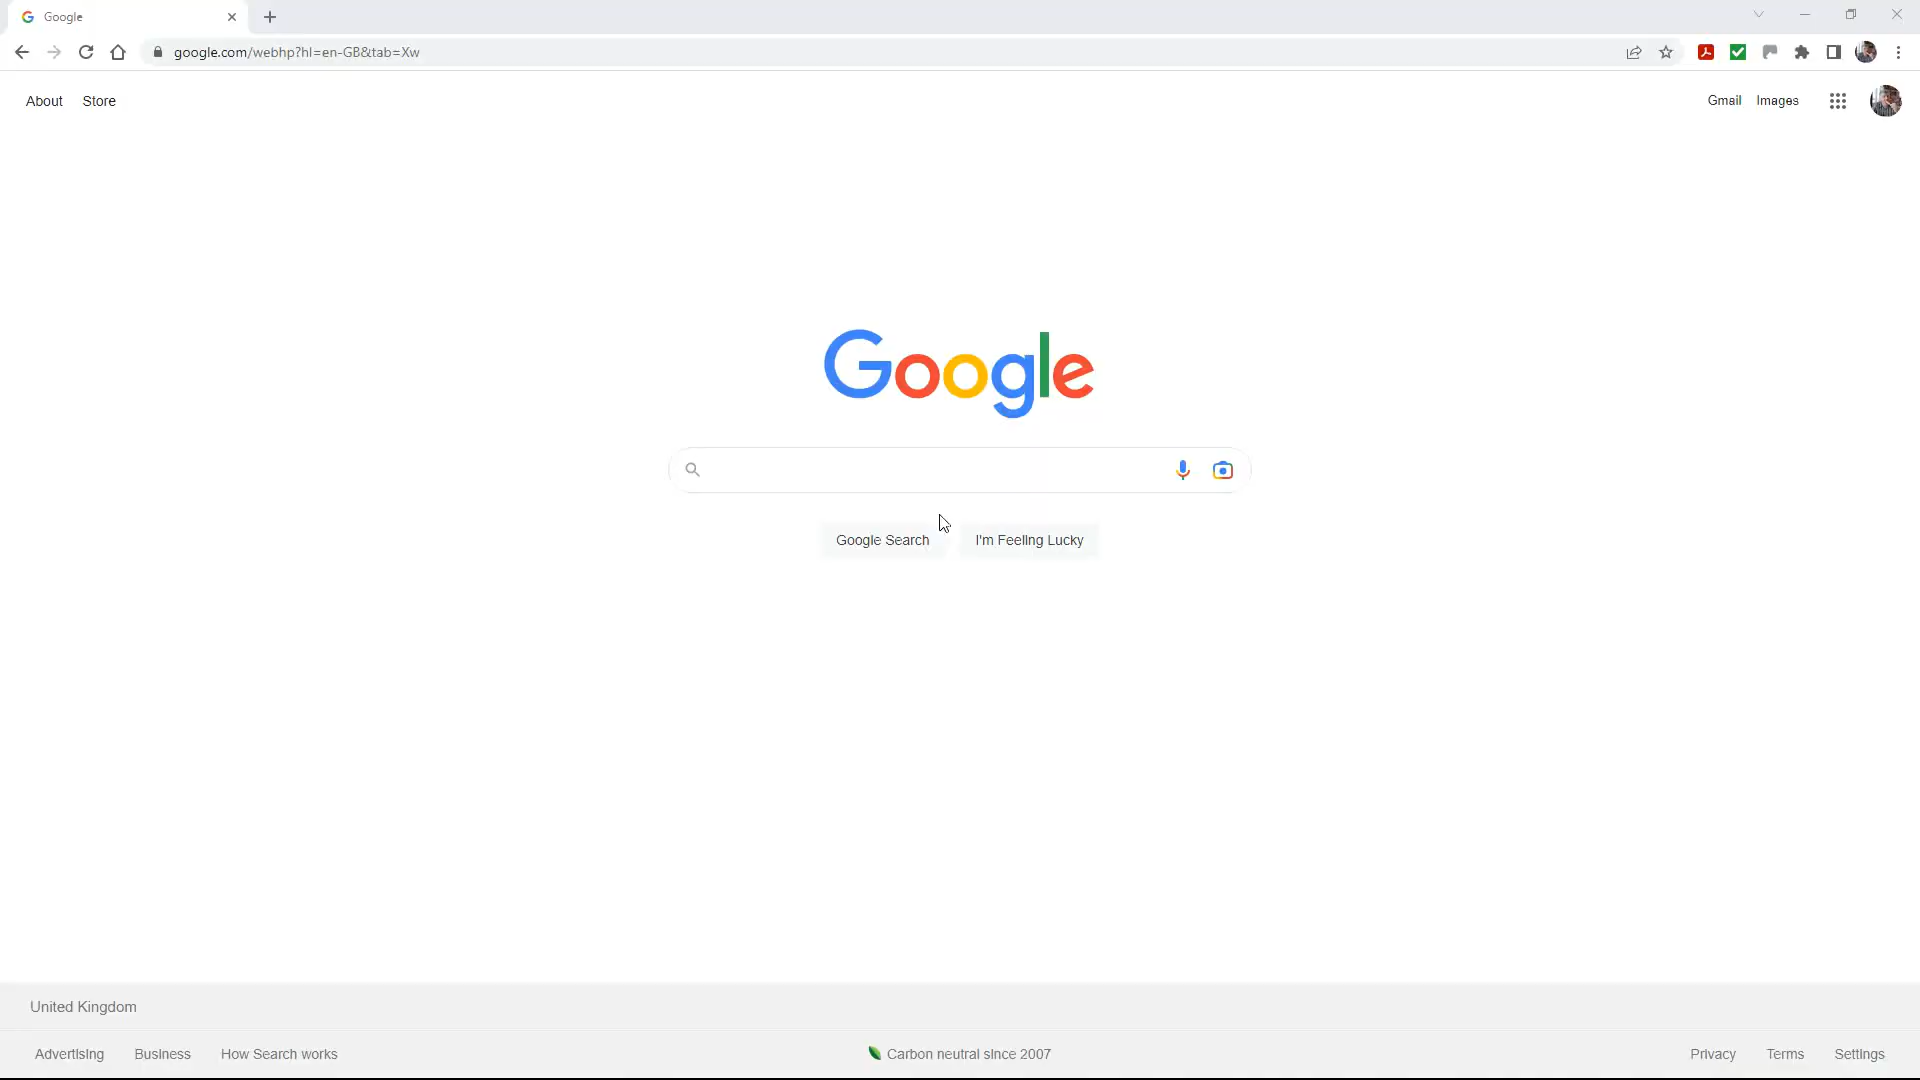 Google
google.com/webhp?hl=en-GB&tab=Xw
About Store
Gmail Images
Google
Google Search I'm Feeling Lucky
United Kingdom
Advertising Business How Search works
Carbon neutral since 2007
Privacy Terms Settings